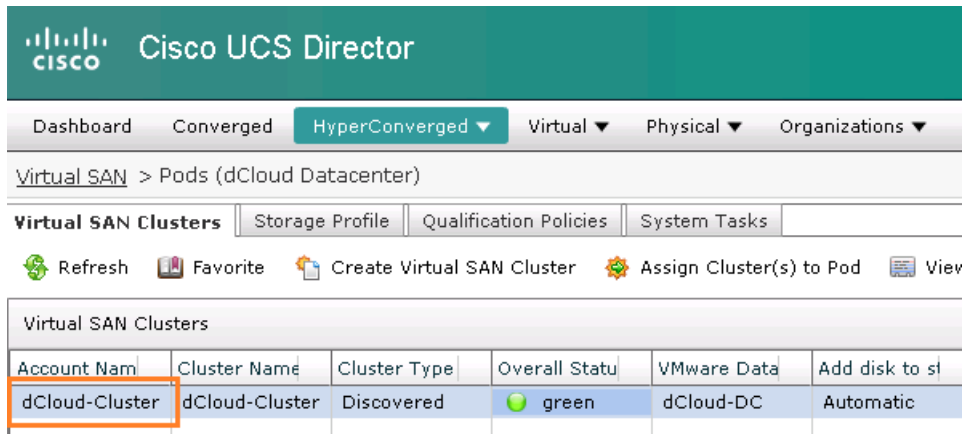 CISCO Cisco UCS Director
Dashboard Converged HyperConverged Virtual Physical Organizations
Virtual SAN > Pods (dCloud Datacenter)
Virtual SAN Clusters Storage Profile Qualification Policies System Tasks
Refresh Favorite Create Virtual SAN Cluster Assign Cluster(s) to Pod View
Virtual SAN Clusters
Account Nam Cluster Name Cluster Type Overall Statu VMware Data Add disk to st
dCloud-Cluster dCloud-Cluster Discovered green dCloud-DC Automatic